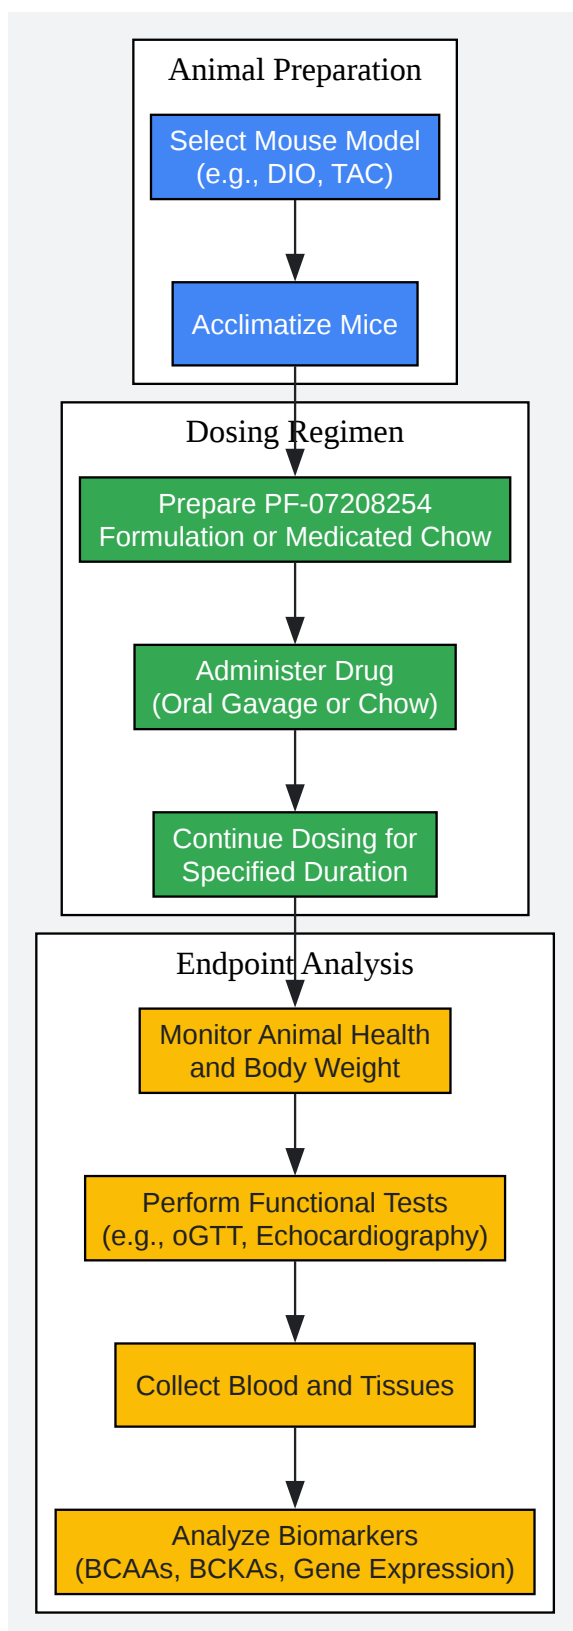 Animal Preparation
Select Mouse Model
(e.g., DIO, TAC)
Acclimatize Mice
Dosing Regimen
Prepare PF-07208254
Formulation or Medicated Chow
Administer Drug
(Oral Gavage or Chow)
Continue Dosing for
Specified Duration
Endpoint Analysis
Monitor Animal Health
and Body Weight
Perform Functional Tests
(e.g., oGTT, Echocardiography)
Collect Blood and Tissues
Analyze Biomarkers
(BCAAs, BCKAs, Gene Expression)